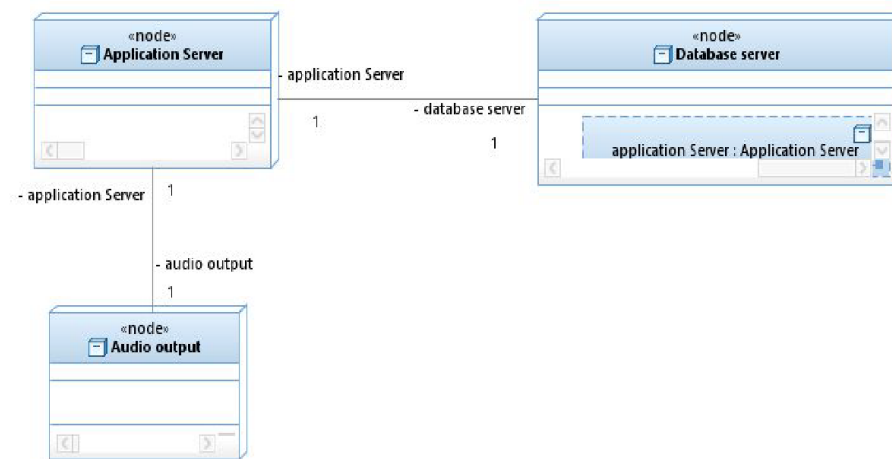 «node»
Application Server
«node»
Database server
- application Server
1
- database server
1
application Server : Application Server
- application Server
1
- audio output
1
«node»
Audio output